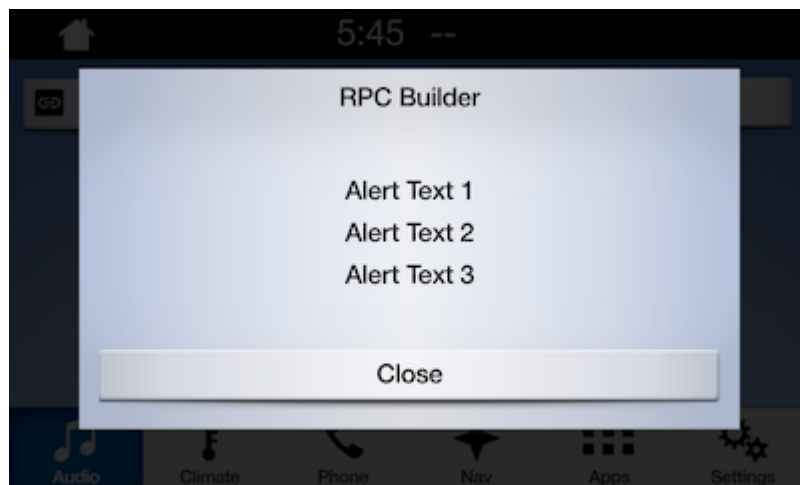 5:45 --
RPC Builder
Alert Text 1
Alert Text 2
Alert Text 3
Close
Audio
Climate
Phone
Nav
Apps
Settings